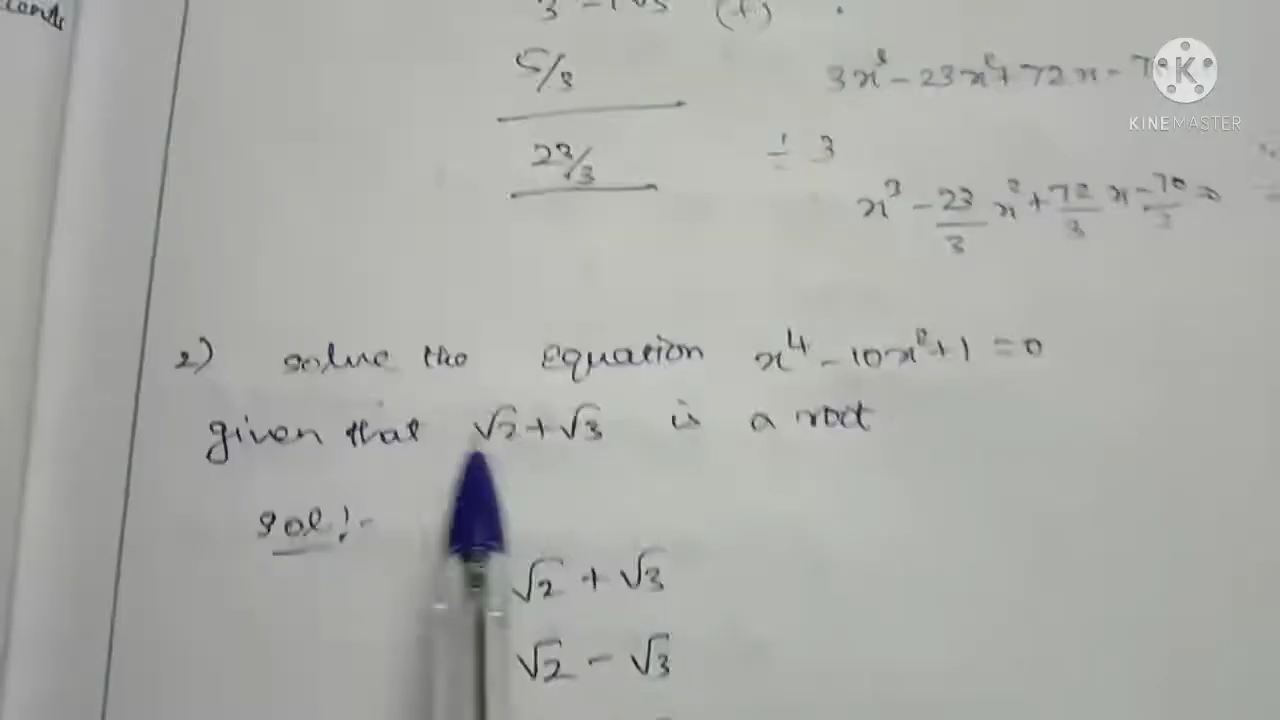 5/3
3x³ - 23x² + 72x - 7
KINEMASTER
23/3
÷ 3
x³ - 23/3 x² + 72/3 x - 70/3 = 0
2) solve the equation x⁴ - 10x² + 1 = 0
given that √2 + √3 is a root
Sol:-
√2 + √3
√2 - √3